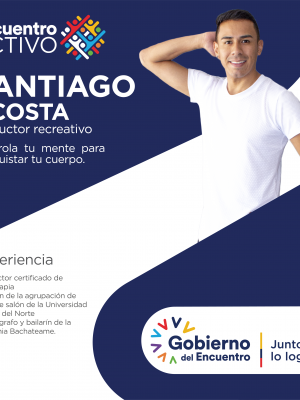 cuentro
CTIVO
ANTIAGO
COSTA
uctor recreativo
rola tu mente para
uistar tu cuerpo.
eriencia
ctor certificado de
apia
n de la agrupación de
e salón de la Universidad
del Norte
grafo y bailarín de la
nia Bachateame.
Gobierno
del Encuentro
Junto
lo log